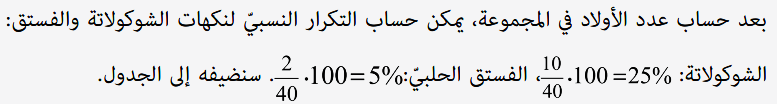 بعد حساب عدد الأولاد في المجموعة، يمكن حساب التكرار النسبيّ لنكهات الشوكولاتة والفستق:
الشوكولاتة: 10/40 ·100 =25%، الفستق الحلبيّ: 2/40 ·100 = 5%. سنضيفه إلى الجدول.